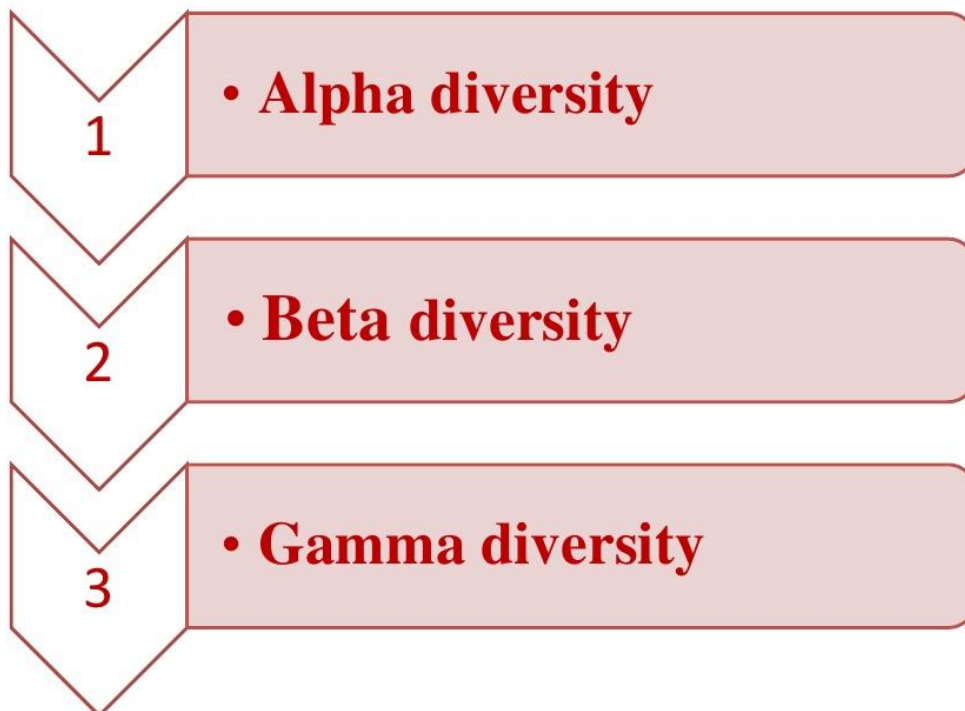 1
• Alpha diversity
2
• Beta diversity
3
• Gamma diversity